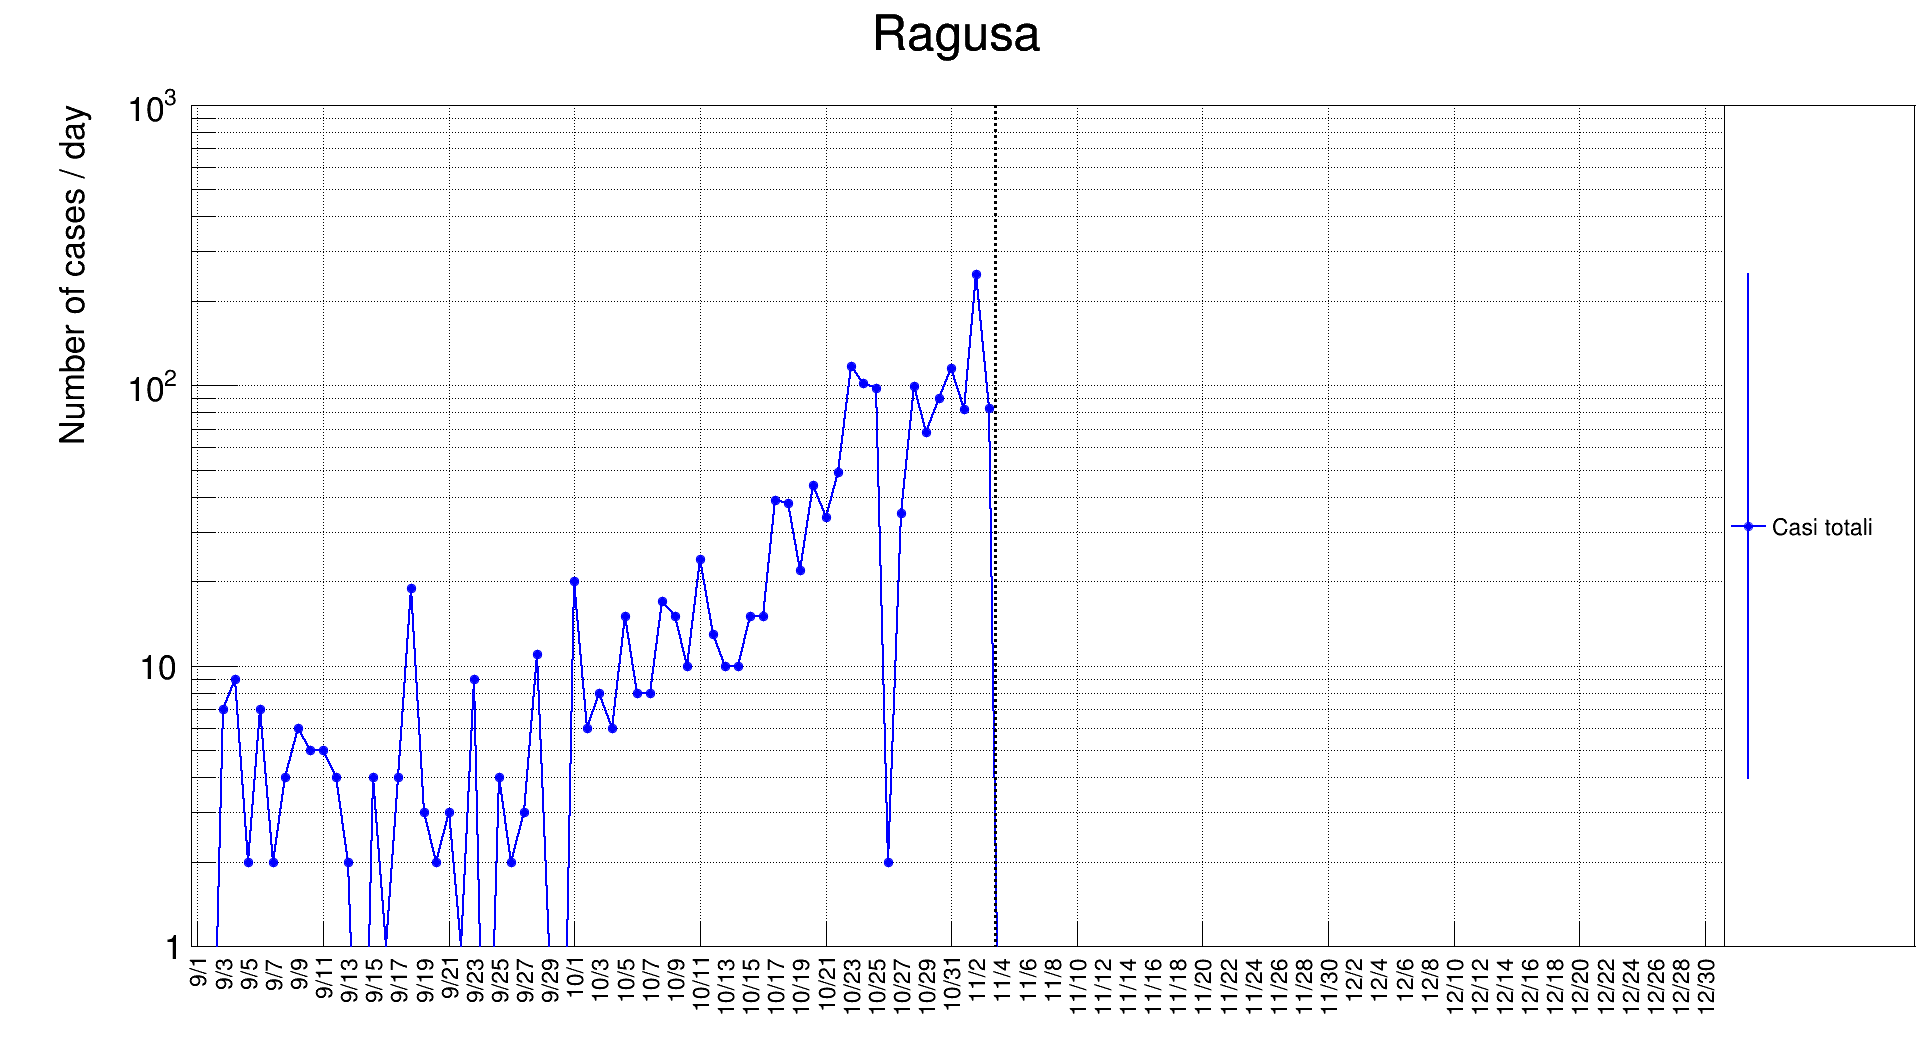 Ragusa
Number of cases / day
10³
10²
10
1
9/1 9/3 9/5 9/7 9/9 9/11 9/13 9/15 9/17 9/19 9/21 9/23 9/25 9/27 9/29 10/1 10/3 10/5 10/7 10/9 10/11 10/13 10/15 10/17 10/19 10/21 10/23 10/25 10/27 10/29 10/31 11/2 11/4 11/6 11/8 11/10 11/12 11/14 11/16 11/18 11/20 11/22 11/24 11/26 11/28 11/30 12/2 12/4 12/6 12/8 12/10 12/12 12/14 12/16 12/18 12/20 12/22 12/24 12/26 12/28 12/30
Casi totali